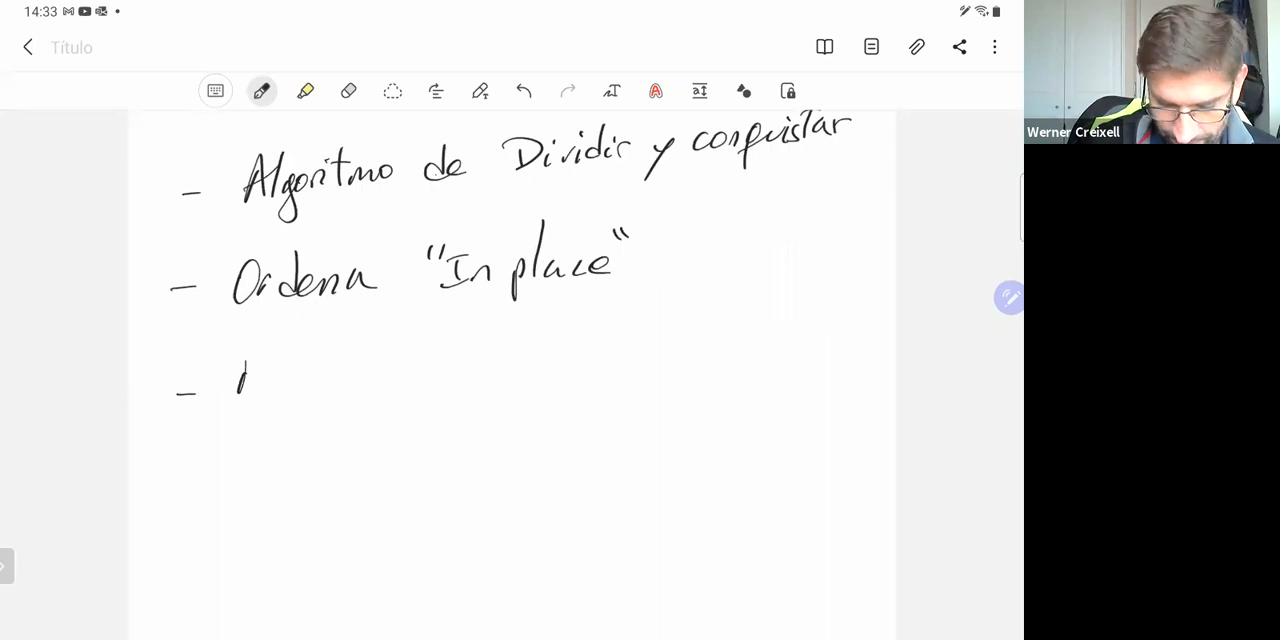 14:33
Título
- Algoritmo de Dividir y conquistar
- Ordena "In place"
-
Werner Creixell